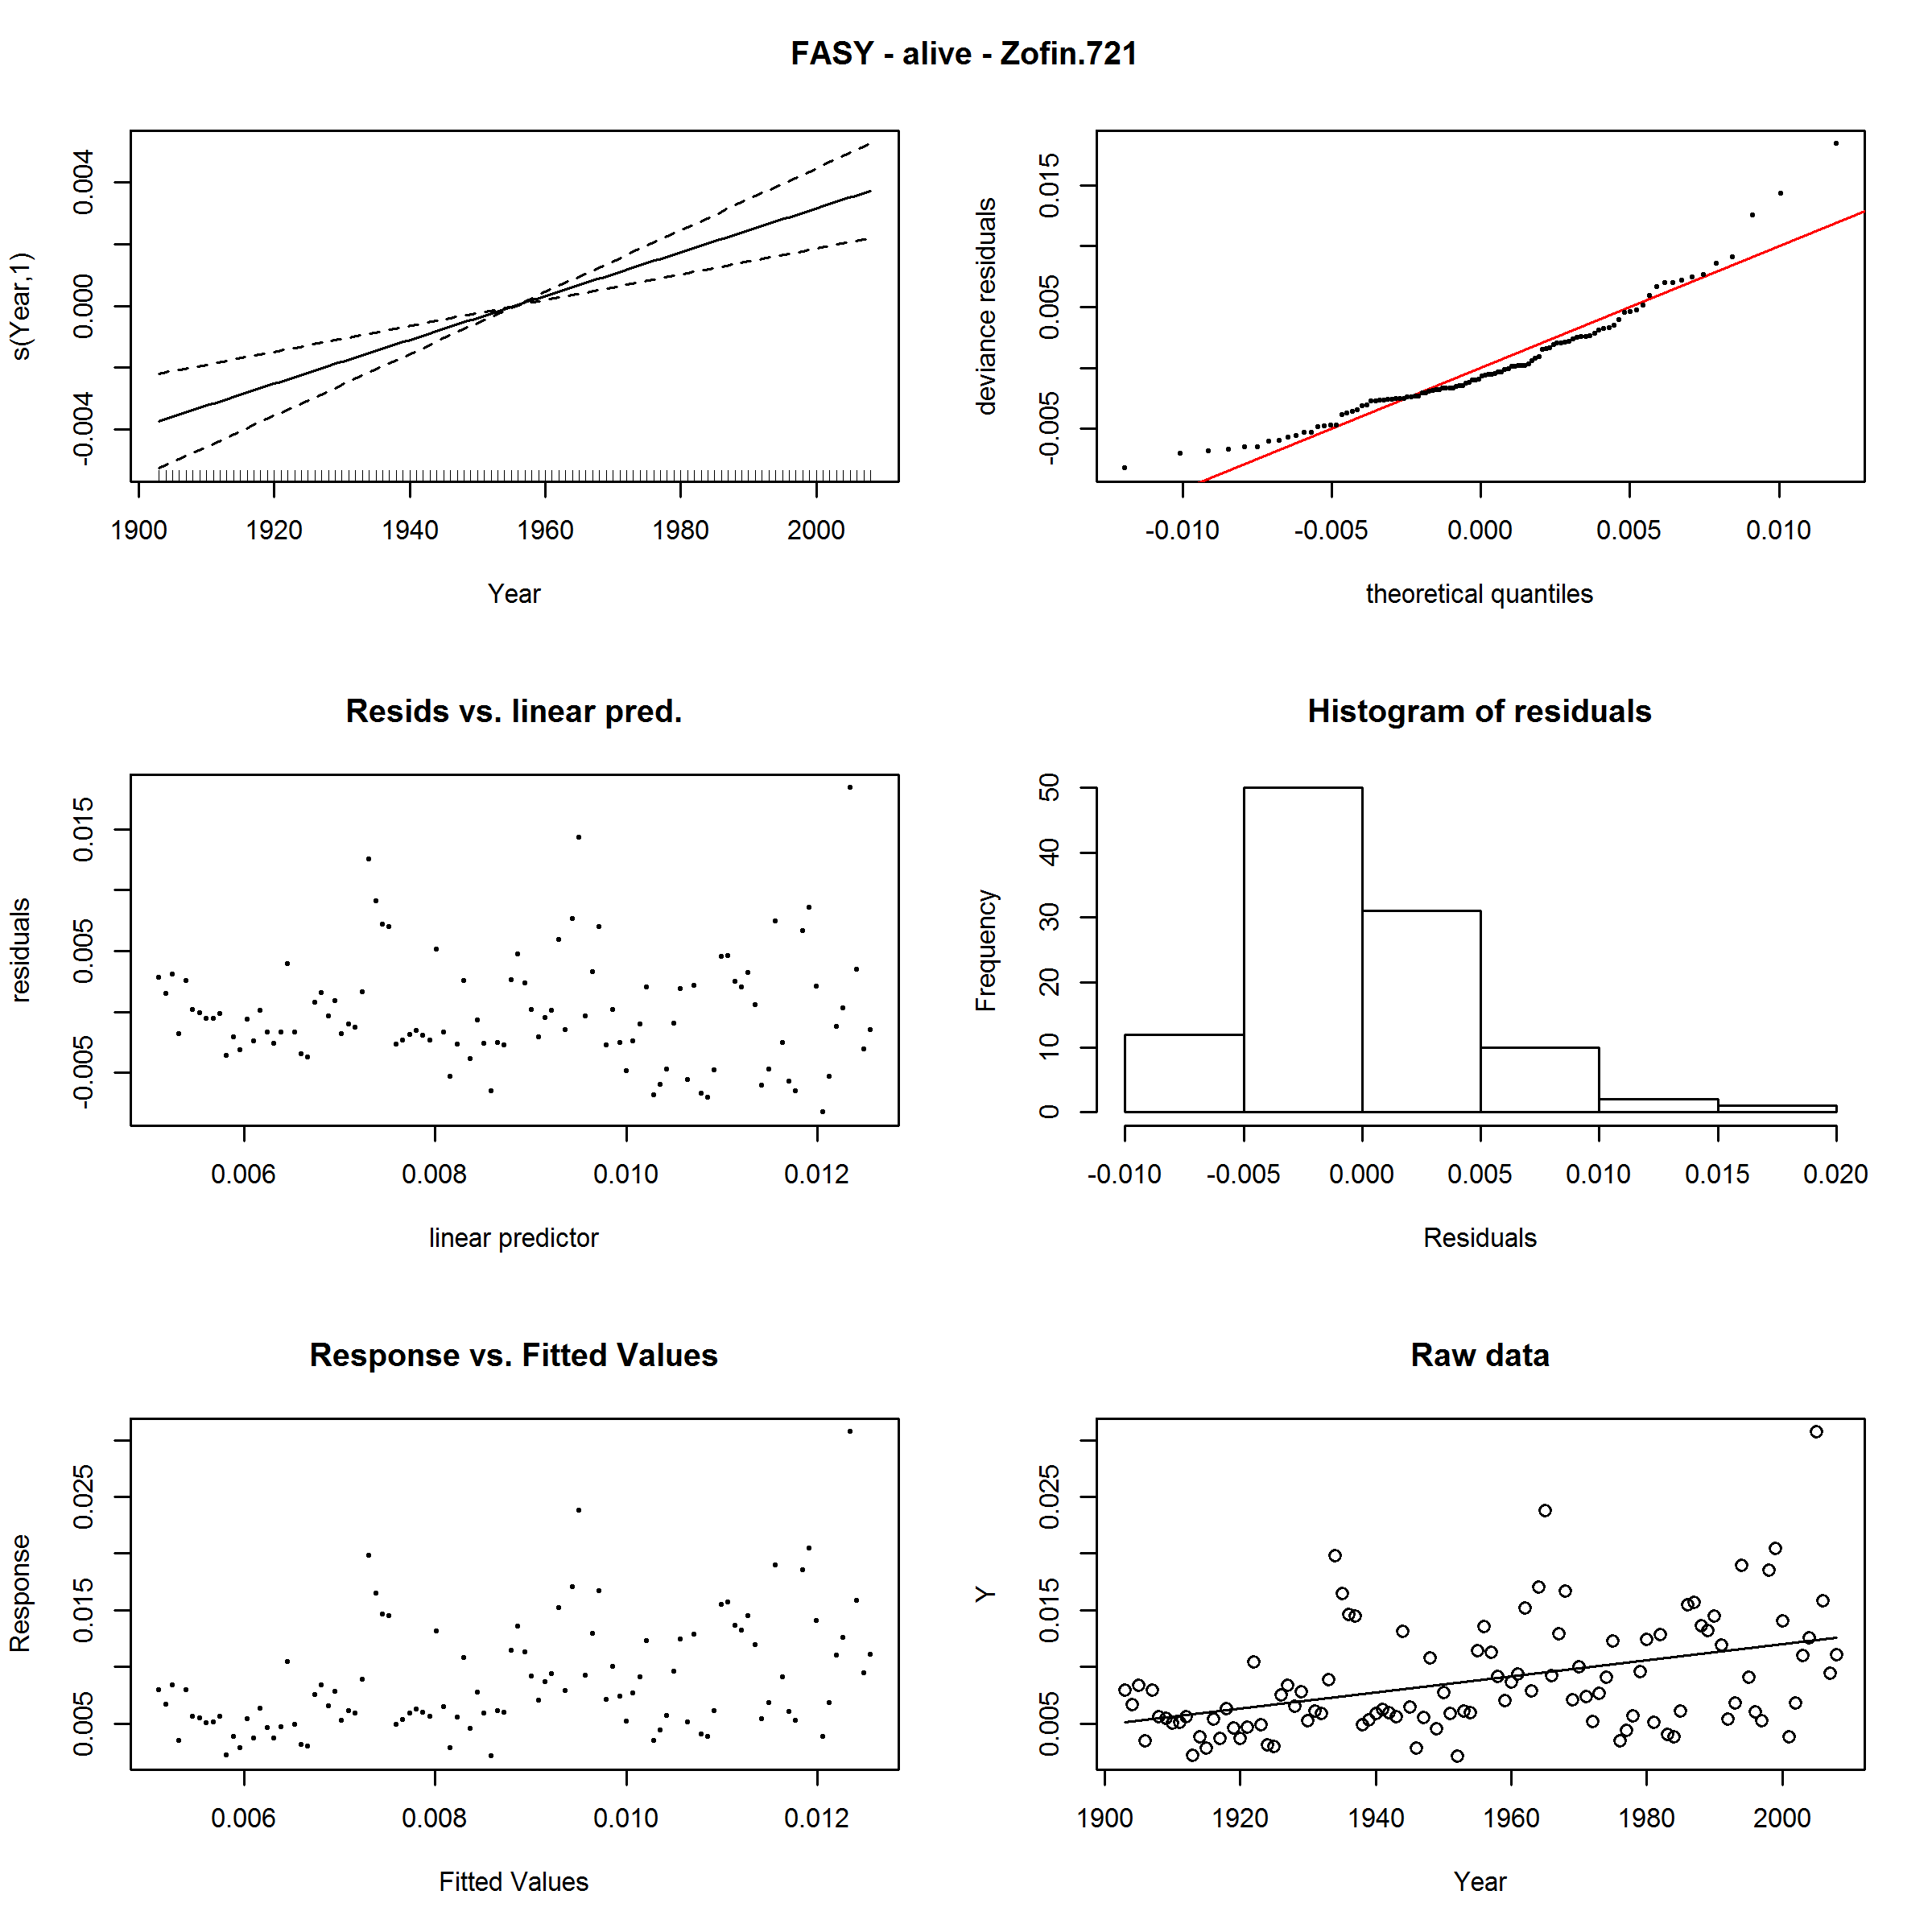 FASY - alive - Zofin.721
s(Year,1)
-0.004 0.000 0.004
1900 1920 1940 1960 1980 2000
Year
deviance residuals
-0.005 0.005 0.015
-0.010 -0.005 0.000 0.005 0.010
theoretical quantiles
Resids vs. linear pred.
residuals
-0.005 0.005 0.015
0.006 0.008 0.010 0.012
linear predictor
Histogram of residuals
Frequency
0 10 20 30 40 50
-0.010 -0.005 0.000 0.005 0.010 0.015 0.020
Residuals
Response vs. Fitted Values
Response
0.005 0.015 0.025
0.006 0.008 0.010 0.012
Fitted Values
Raw data
Y
0.005 0.015 0.025
1900 1920 1940 1960 1980 2000
Year